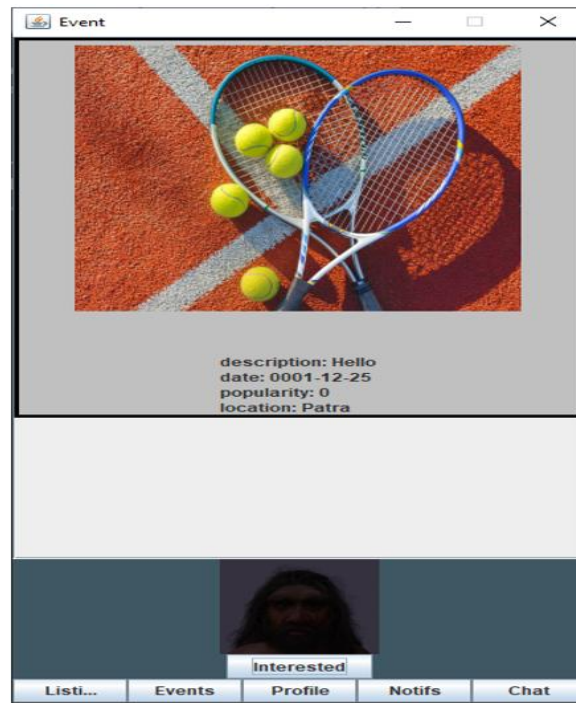 Event
description: Hello
date: 0001-12-25
popularity: 0
location: Patra
Interested
Listi... Events Profile Notifs Chat